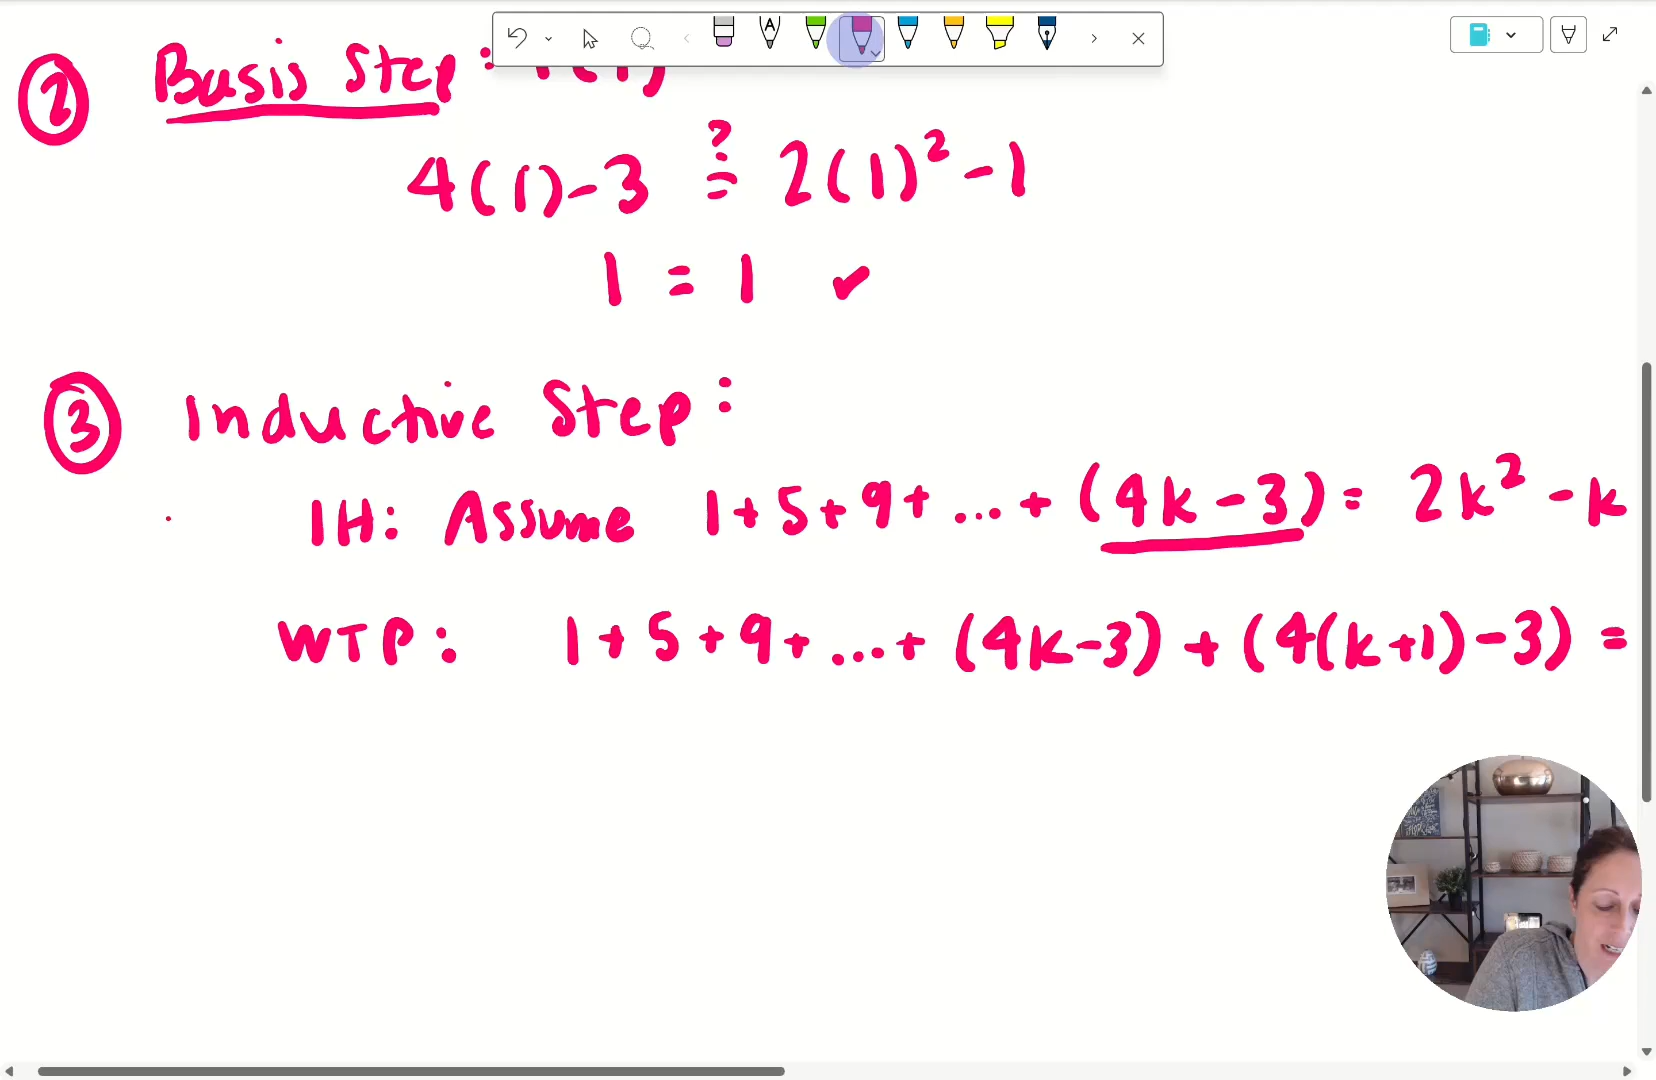 ② Basis Step: P(1)
4(1)-3 ≟ 2(1)² -1
1 = 1 ✔
③ Inductive Step:
IH: Assume 1+5+9+...+(4k-3)= 2k² -k
WTP: 1+5+9+...+(4k-3)+(4(k+1)-3) =